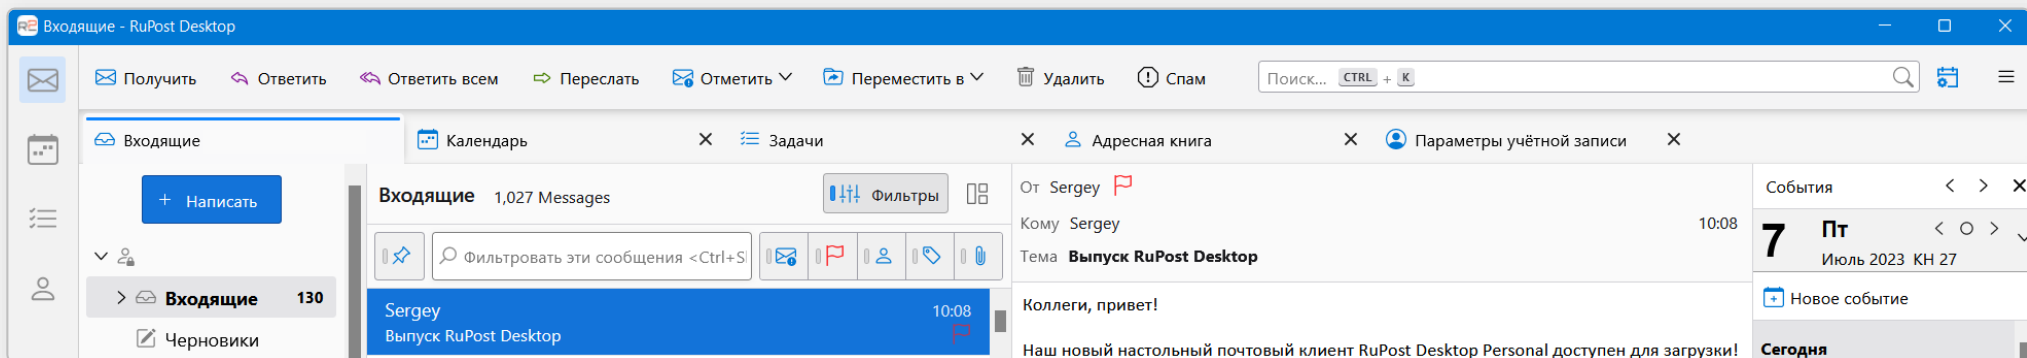 Входящие - RuPost Desktop
Получить Ответить Ответить всем Переслать Отметить Переместить в Удалить Спам Поиск... CTRL + K
Входящие Календарь Задачи Адресная книга Параметры учётной записи
+ Написать
Входящие 130
Черновики
Входящие 1,027 Messages Фильтры
Фильтровать эти сообщения <Ctrl+S
Sergey 10:08
Выпуск RuPost Desktop
От Sergey
Кому Sergey 10:08
Тема Выпуск RuPost Desktop
Коллеги, привет!
Наш новый настольный почтовый клиент RuPost Desktop Personal доступен для загрузки!
События
7 Пт
Июль 2023 КН 27
Новое событие
Сегодня